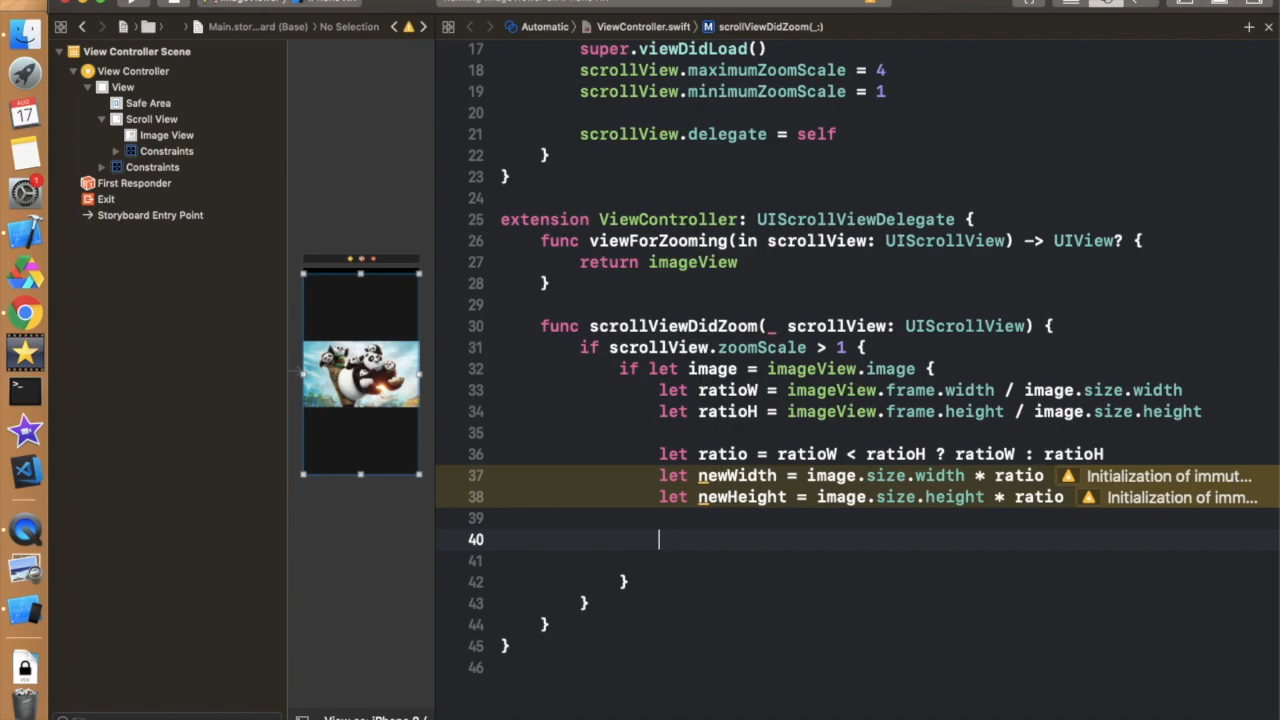 Main.stor...ard (Base) No Selection
Automatic ViewController.swift M scrollViewDidZoom(_:)
View Controller Scene
View Controller
View
Safe Area
Scroll View
Image View
Constraints
Constraints
First Responder
Exit
Storyboard Entry Point
AUG
17
1
17 super.viewDidLoad()
18 scrollView.maximumZoomScale = 4
19 scrollView.minimumZoomScale = 1
20
21 scrollView.delegate = self
22 }
23 }
24
25 extension ViewController: UIScrollViewDelegate {
26 func viewForZooming(in scrollView: UIScrollView) -> UIView? {
27 return imageView
28 }
29
30 func scrollViewDidZoom(_ scrollView: UIScrollView) {
31 if scrollView.zoomScale > 1 {
32 if let image = imageView.image {
33 let ratioW = imageView.frame.width / image.size.width
34 let ratioH = imageView.frame.height / image.size.height
35
36 let ratio = ratioW < ratioH ? ratioW : ratioH
37 let newWidth = image.size.width * ratio Initialization of immut...
38 let newHeight = image.size.height * ratio Initialization of imm...
39
40
41
42 }
43 }
44 }
45 }
46